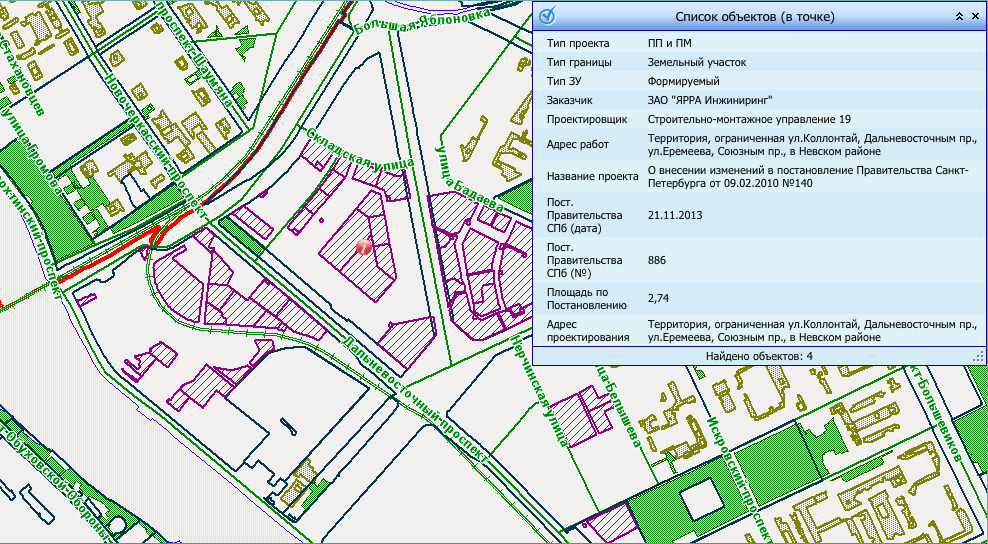 Список объектов (в точке)
Тип проекта ПП и ПМ
Тип границы Земельный участок
Тип ЗУ Формируемый
Заказчик ЗАО "ЯРРА Инжиниринг"
Проектировщик Строительно-монтажное управление 19
Адрес работ Территория, ограниченная ул.Коллонтай, Дальневосточным пр.,
ул.Еремеева, Союзным пр., в Невском районе
Название проекта О внесении изменений в постановление Правительства Санкт-
Петербурга от 09.02.2010 №140
Пост.
Правительства
СПб (дата)
21.11.2013
Пост.
Правительства
СПб (№)
886
Площадь по
Постановлению
2,74
Адрес
проектирования
Территория, ограниченная ул.Коллонтай, Дальневосточным пр.,
ул.Еремеева, Союзным пр., в Невском районе
Найдено объектов: 4
Большая Яблоновка
проспект Шаумяна
Стахановцев
Новочеркасский проспект
улица Громова
Складская улица
улица Бадаева
Дальневосточный проспект
Нерчинская улица
Белышева
Искровский проспект
Большевиков
Обуховской Обороны